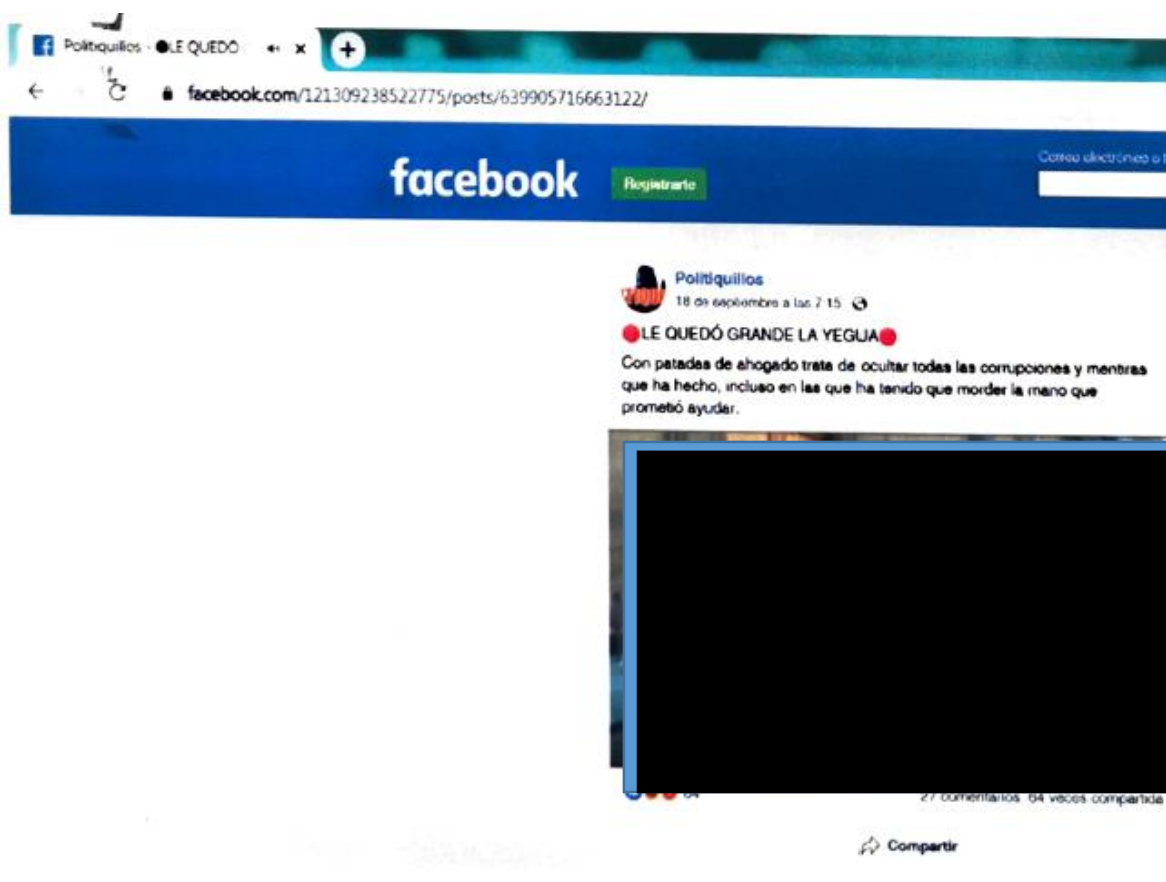 Politiquillos - ●LE QUEDÓ
facebook.com/121309238522775/posts/639905716663122/
facebook
Registrarte
Correo electrónico o
Politiquillos
18 de septiembre a las 7:15
🔴LE QUEDÓ GRANDE LA YEGUA🔴
Con patadas de ahogado trata de ocultar todas las corrupciones y mentiras
que ha hecho, incluso en las que ha tenido que morder la mano que
prometió ayudar.
27 comentarios 64 veces compartida
Compartir